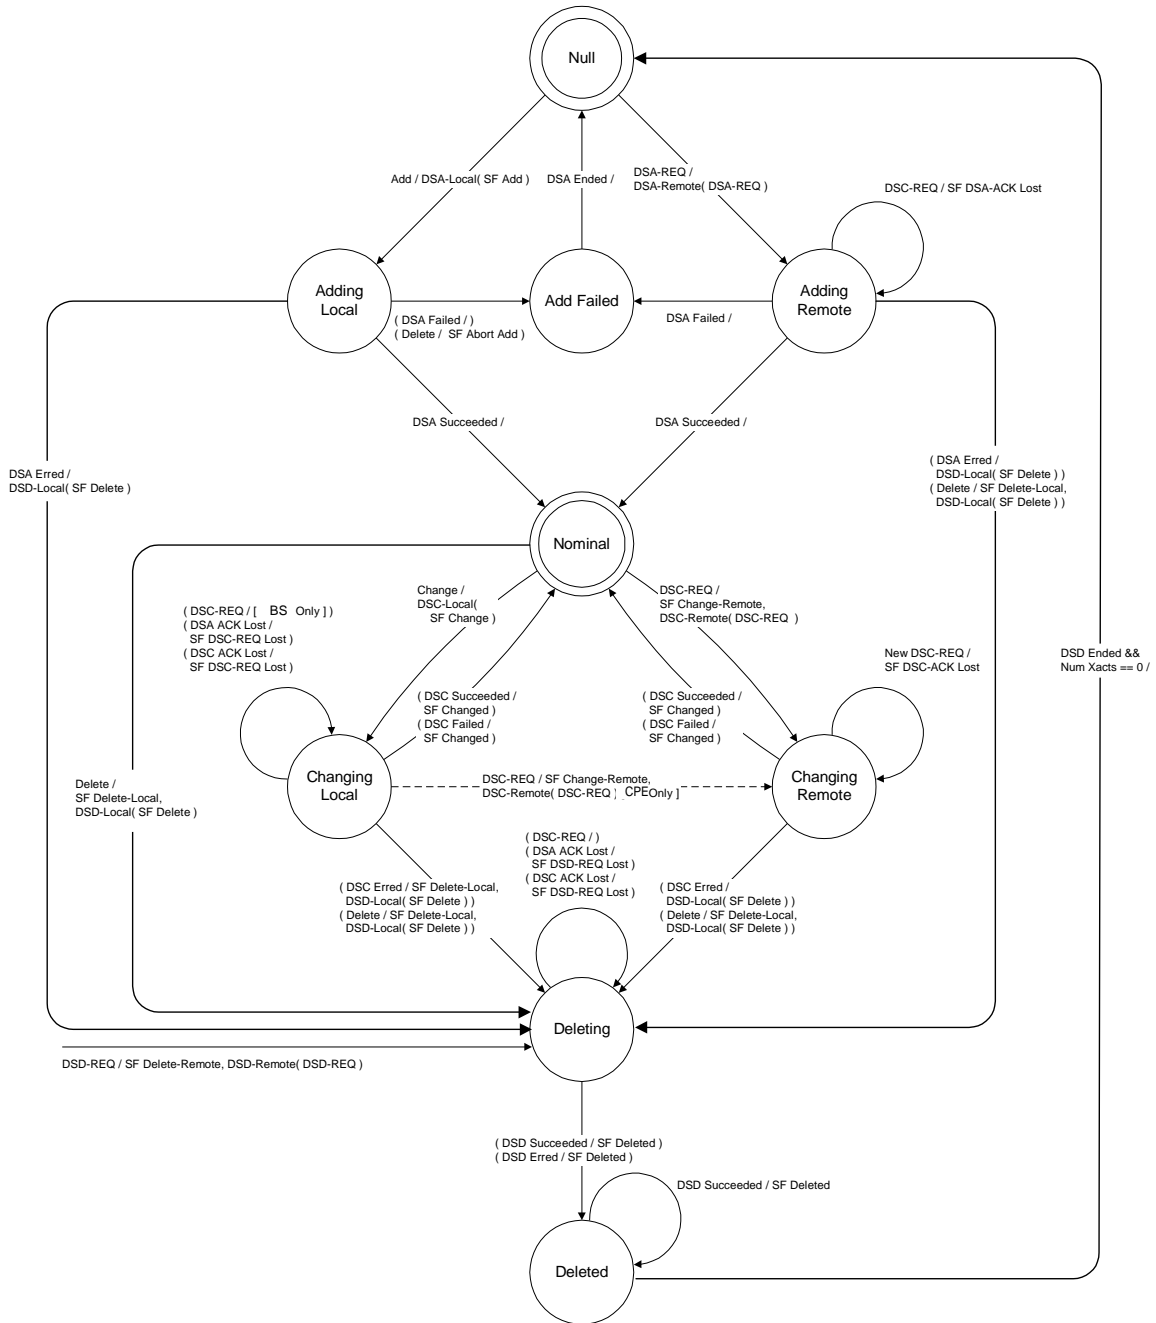 Null
Add / DSA-Local( SF Add )
DSA Ended /
DSA-REQ /
DSA-Remote( DSA-REQ )
DSC-REQ / SF DSA-ACK Lost
Adding
Local
Add Failed
Adding
Remote
( DSA Failed / )
( Delete / SF Abort Add )
DSA Failed /
DSA Succeeded /
DSA Succeeded /
DSA Erred /
DSD-Local( SF Delete )
( DSA Erred /
DSD-Local( SF Delete ) )
( Delete / SF Delete-Local,
DSD-Local( SF Delete ) )
Nominal
( DSC-REQ / [ BS Only ] )
( DSA ACK Lost /
SF DSC-REQ Lost )
( DSC ACK Lost /
SF DSC-REQ Lost )
Change /
DSC-Local(
SF Change )
DSC-REQ /
SF Change-Remote,
DSC-Remote( DSC-REQ )
New DSC-REQ /
SF DSC-ACK Lost
DSD Ended &&
Num Xacts == 0 /
( DSC Succeeded /
SF Changed )
( DSC Failed /
SF Changed )
( DSC Succeeded /
SF Changed )
( DSC Failed /
SF Changed )
Changing
Local
DSC-REQ / SF Change-Remote,
DSC-Remote( DSC-REQ ) CPE Only ]
Changing
Remote
Delete /
SF Delete-Local,
DSD-Local( SF Delete )
( DSC-REQ / )
( DSA ACK Lost /
SF DSD-REQ Lost )
( DSC ACK Lost /
SF DSD-REQ Lost )
( DSC Erred / SF Delete-Local,
DSD-Local( SF Delete ) )
( Delete / SF Delete-Local,
DSD-Local( SF Delete ) )
( DSC Erred /
DSD-Local( SF Delete ) )
( Delete / SF Delete-Local,
DSD-Local( SF Delete ) )
Deleting
DSD-REQ / SF Delete-Remote, DSD-Remote( DSD-REQ )
( DSD Succeeded / SF Deleted )
( DSD Erred / SF Deleted )
DSD Succeeded / SF Deleted
Deleted